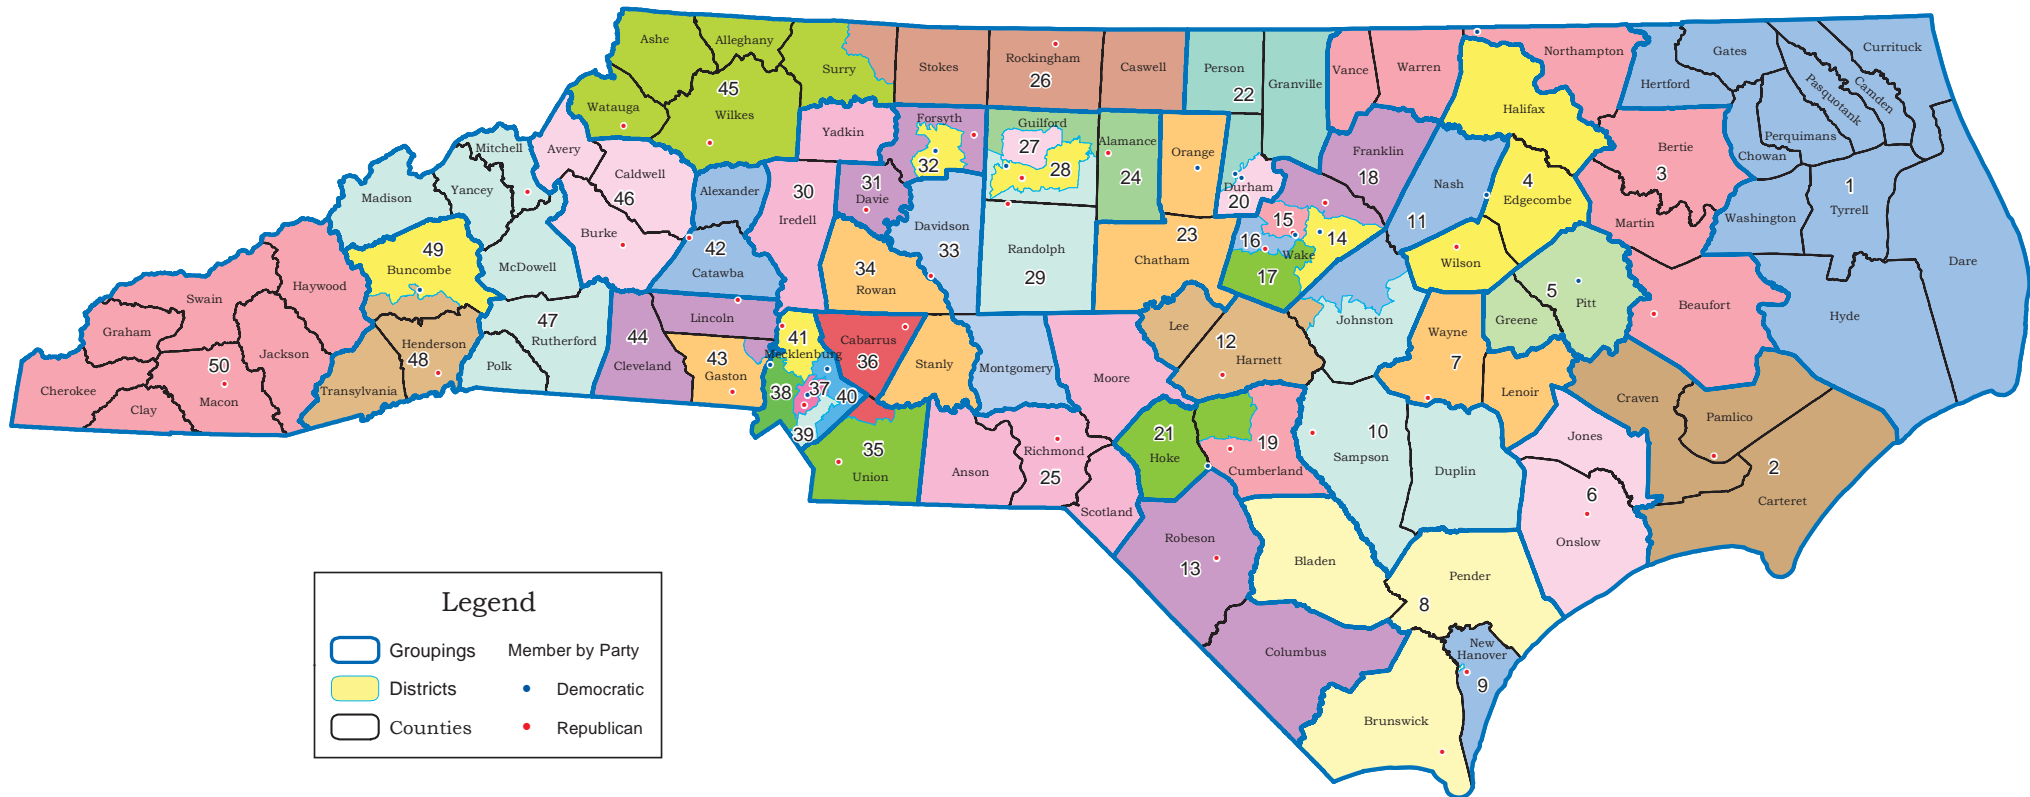 Ashe
Alleghany
Surry
Stokes
Rockingham
26
Caswell
Person
22
Granville
Vance
Warren
Northampton
Hertford
Gates
Currituck
Camden
Pasquotank
Perquimans
Chowan
45
Watauga
Wilkes
Yadkin
Forsyth
32
Guilford
27
28
Alamance
24
Orange
Durham
20
Franklin
18
Halifax
Bertie
3
Mitchell
Avery
Caldwell
46
Alexander
30
Iredell
31
Davie
Nash
11
4
Edgecombe
Martin
Washington
1
Tyrrell
Dare
Madison
Yancey
Burke
42
Catawba
Davidson
33
Randolph
29
23
Chatham
15
16
14
Wake
17
Wilson
49
Buncombe
McDowell
34
Rowan
5
Pitt
Greene
Beaufort
Hyde
Haywood
Swain
Graham
Jackson
50
Cherokee
Clay
Macon
Henderson
48
Transylvania
47
Rutherford
Polk
44
Cleveland
Lincoln
43
Gaston
41
Mecklenburg
38
37
40
39
Cabarrus
36
Stanly
Montgomery
Moore
Lee
12
Harnett
Johnston
Wayne
7
Lenoir
Craven
Pamlico
Jones
2
Carteret
35
Union
Anson
Richmond
25
Scotland
21
Hoke
19
Cumberland
10
Sampson
Duplin
6
Onslow
Robeson
13
Bladen
Pender
8
Columbus
New
Hanover
9
Brunswick
Legend
Groupings
Member by Party
Districts
Democratic
Counties
Republican